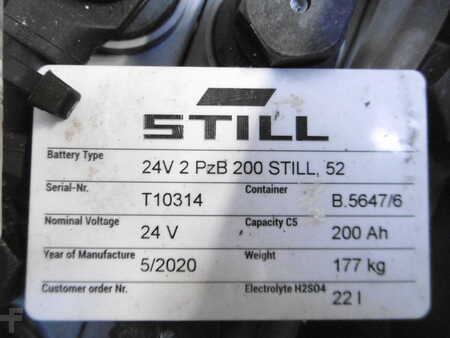 STILL
Battery Type 24V 2 PzB 200 STILL, 52
Serial-Nr. T10314 Container B.5647/6
Nominal Voltage 24 V Capacity C5 200 Ah
Year of Manufacture 5/2020 Weight 177 kg
Customer order Nr. Electrolyte H2SO4 22 l